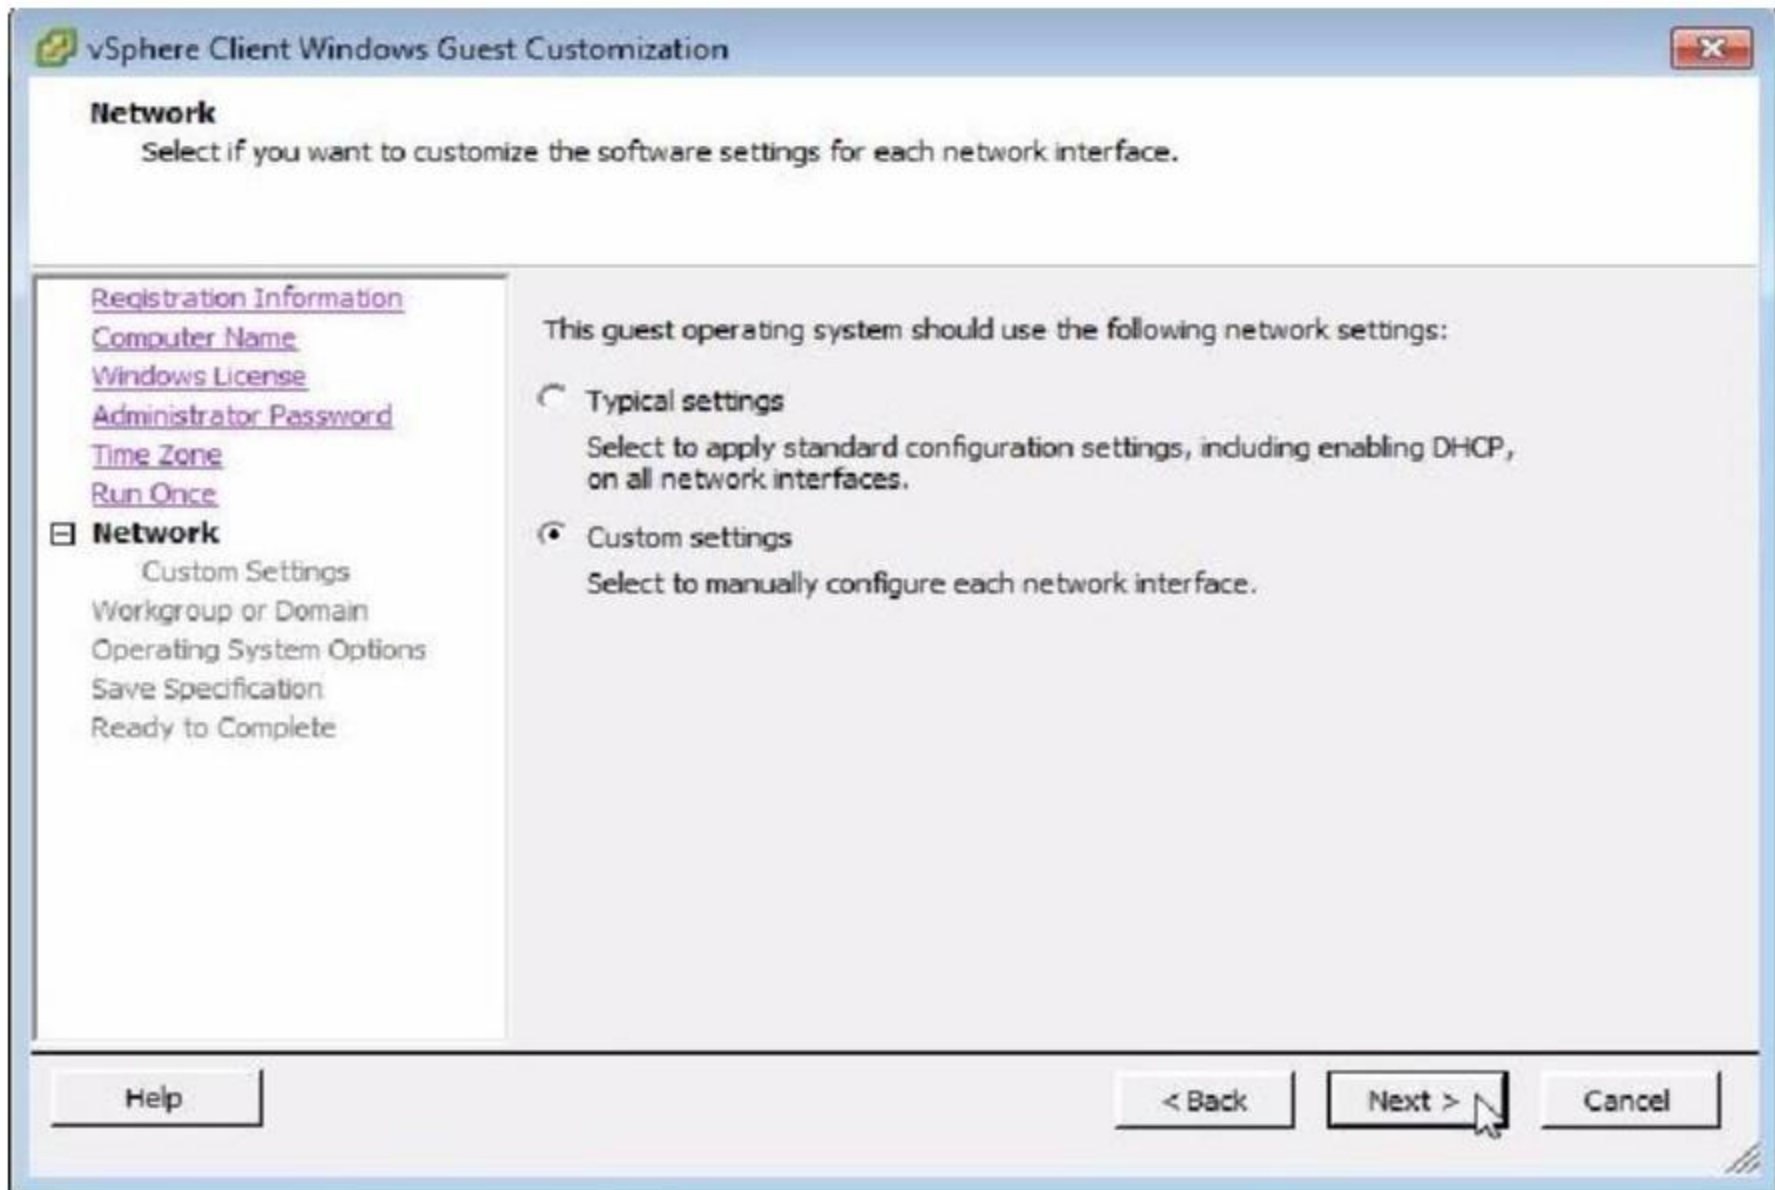 vSphere Client Windows Guest Customization
Network
Select if you want to customize the software settings for each network interface.
Registration Information
Computer Name
Windows License
Administrator Password
Time Zone
Run Once
Network
Custom Settings
Workgroup or Domain
Operating System Options
Save Specification
Ready to Complete
This guest operating system should use the following network settings:
Typical settings
Select to apply standard configuration settings, including enabling DHCP,
on all network interfaces.
Custom settings
Select to manually configure each network interface.
Help
< Back
Next >
Cancel